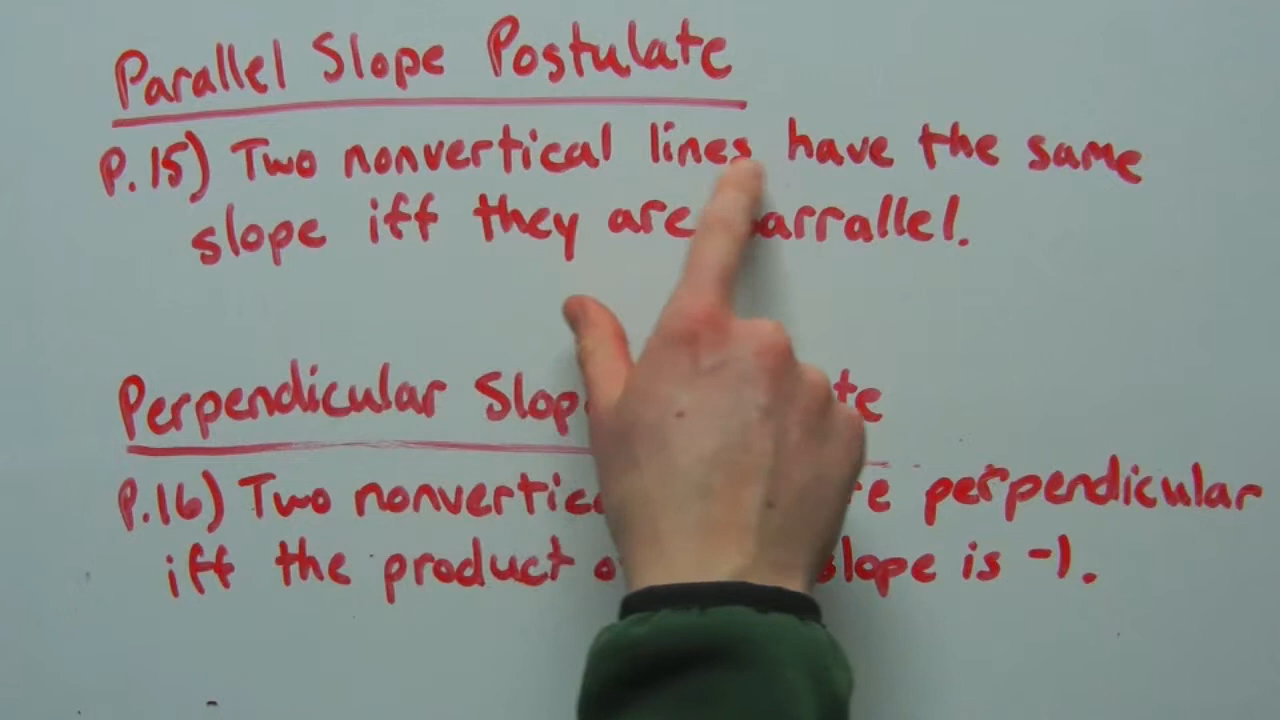 Parallel Slope Postulate
P.15) Two nonvertical lines have the same
slope iff they are parrallel.
Perpendicular
P.16) Two perpendicular
iff the product slope is -1.